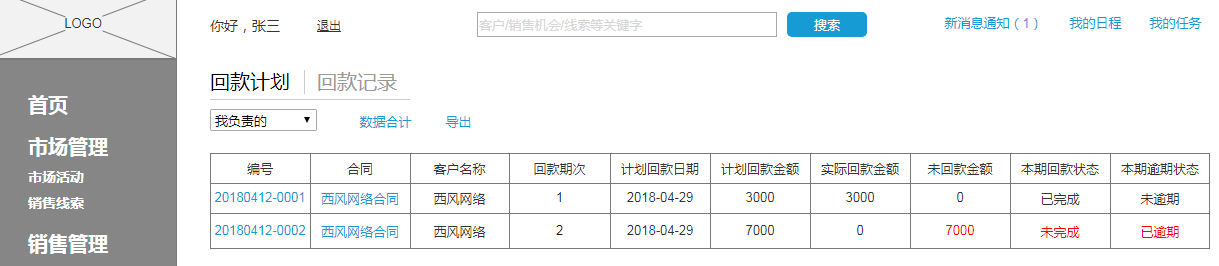 LOGO
你好，张三 退出 客户/销售机会/线索等关键字 搜索 新消息通知（1） 我的日程 我的任务
回款计划 回款记录
首页
我负责的 数据合计 导出
市场管理
市场活动
销售线索
销售管理
编号 合同 客户名称 回款期次 计划回款日期 计划回款金额 实际回款金额 未回款金额 本期回款状态 本期逾期状态
20180412-0001 西风网络合同 西风网络 1 2018-04-29 3000 3000 0 已完成 未逾期
20180412-0002 西风网络合同 西风网络 2 2018-04-29 7000 0 7000 未完成 已逾期